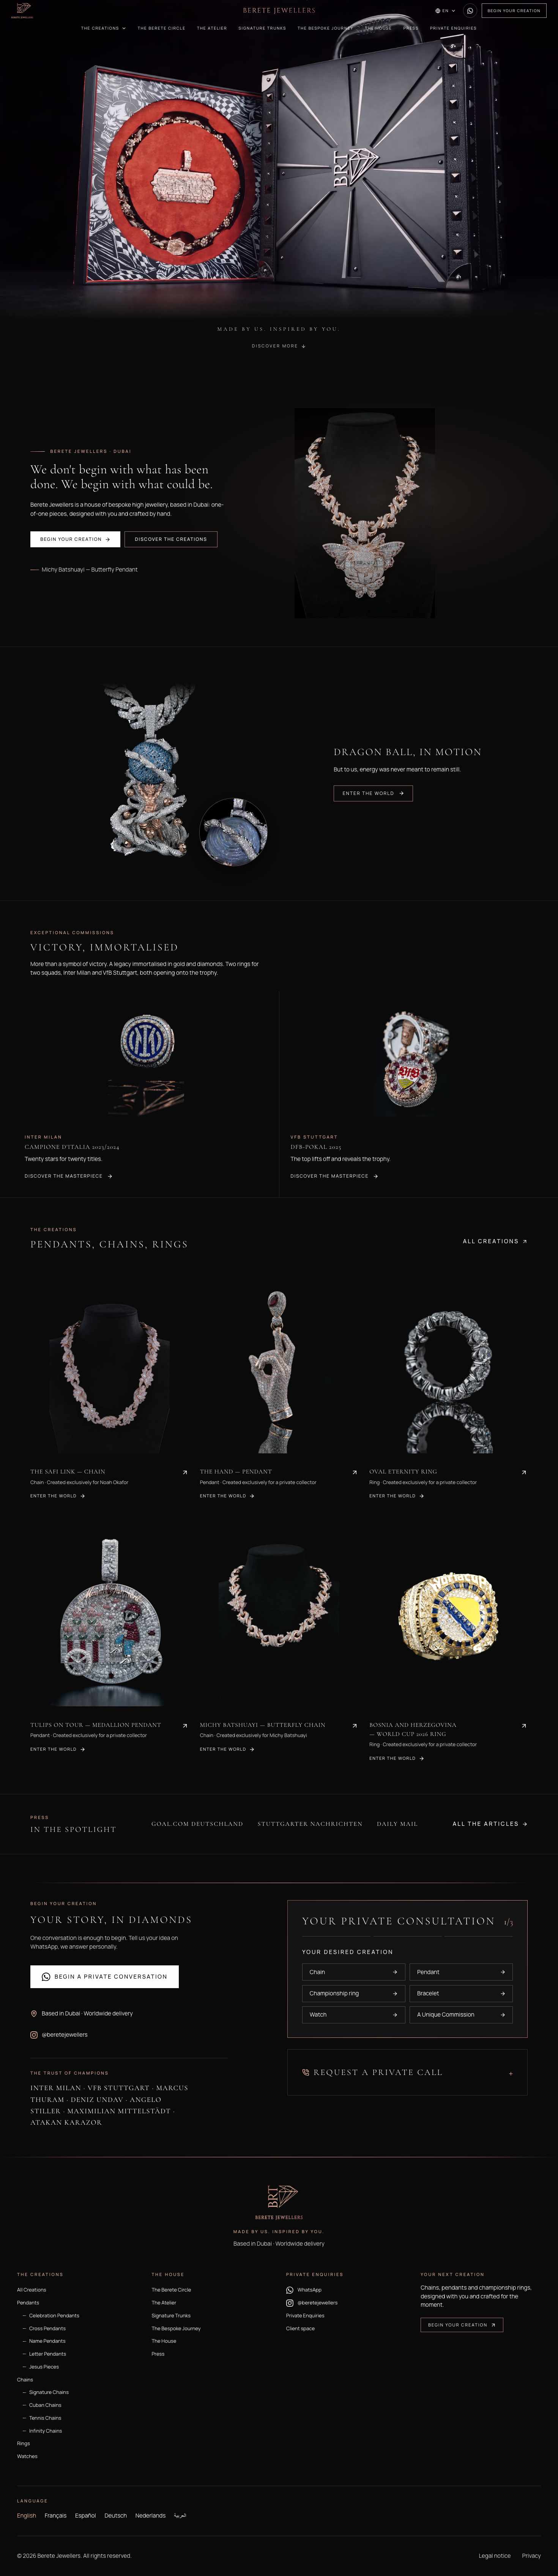 BERETE JEWELLERS
EN
BEGIN YOUR CREATION
THE CREATIONS
THE BERETE CIRCLE
THE ATELIER
SIGNATURE TRUNKS
THE BESPOKE JOURNEY
THE HOUSE
PRESS
PRIVATE ENQUIRIES
BRT
MADE BY US. INSPIRED BY YOU.
DISCOVER MORE
BERETE JEWELLERS · DUBAI
We don't begin with what has been
done. We begin with what could be.
Berete Jewellers is a house of bespoke high jewellery, based in Dubai: one-
of-one pieces, designed with you and crafted by hand.
BEGIN YOUR CREATION
DISCOVER THE CREATIONS
Michy Batshuayi — Butterfly Pendant
DRAGON BALL, IN MOTION
But to us, energy was never meant to remain still.
ENTER THE WORLD
EXCEPTIONAL COMMISSIONS
VICTORY, IMMORTALISED
More than a symbol of victory. A legacy immortalised in gold and diamonds. Two rings for
two squads, Inter Milan and VfB Stuttgart, both opening onto the trophy.
INTER MILAN
CAMPIONE D'ITALIA 2023/2024
Twenty stars for twenty titles.
DISCOVER THE MASTERPIECE
VFB STUTTGART
DFB-POKAL 2025
The top lifts off and reveals the trophy.
DISCOVER THE MASTERPIECE
THE CREATIONS
PENDANTS, CHAINS, RINGS
ALL CREATIONS
THE SAFI LINK — CHAIN
Chain · Created exclusively for Noah Okafor
ENTER THE WORLD
THE HAND — PENDANT
Pendant · Created exclusively for a private collector
ENTER THE WORLD
OVAL ETERNITY RING
Ring · Created exclusively for a private collector
ENTER THE WORLD
TULIPS ON TOUR — MEDALLION PENDANT
Pendant · Created exclusively for a private collector
ENTER THE WORLD
MICHY BATSHUAYI — BUTTERFLY CHAIN
Chain · Created exclusively for Michy Batshuayi
ENTER THE WORLD
BOSNIA AND HERZEGOVINA
— WORLD CUP 2026 RING
Ring · Created exclusively for a private collector
ENTER THE WORLD
PRESS
IN THE SPOTLIGHT
GOAL.COM DEUTSCHLAND
STUTTGARTER NACHRICHTEN
DAILY MAIL
ALL THE ARTICLES
BEGIN YOUR CREATION
YOUR STORY, IN DIAMONDS
One conversation is enough to begin. Tell us your idea on
WhatsApp, we answer personally.
BEGIN A PRIVATE CONVERSATION
Based in Dubai · Worldwide delivery
@beretejewellers
THE TRUST OF CHAMPIONS
INTER MILAN · VFB STUTTGART · MARCUS
THURAM · DENIZ UNDAV · ANGELO
STILLER · MAXIMILIAN MITTELSTÄDT ·
ATAKAN KARAZOR
YOUR PRIVATE CONSULTATION
1/3
YOUR DESIRED CREATION
Chain
Pendant
Championship ring
Bracelet
Watch
A Unique Commission
REQUEST A PRIVATE CALL
+
BRT
BERETE JEWELLERS
MADE BY US. INSPIRED BY YOU.
Based in Dubai · Worldwide delivery
THE CREATIONS
All Creations
Pendants
— Celebration Pendants
— Cross Pendants
— Name Pendants
— Letter Pendants
— Jesus Pieces
Chains
— Signature Chains
— Cuban Chains
— Tennis Chains
— Infinity Chains
Rings
Watches
THE HOUSE
The Berete Circle
The Atelier
Signature Trunks
The Bespoke Journey
The House
Press
PRIVATE ENQUIRIES
WhatsApp
@beretejewellers
Private Enquiries
Client space
YOUR NEXT CREATION
Chains, pendants and championship rings,
designed with you and crafted for the
moment.
BEGIN YOUR CREATION
LANGUAGE
English
Français
Español
Deutsch
Nederlands
العربية
© 2026 Berete Jewellers. All rights reserved.
Legal notice
Privacy